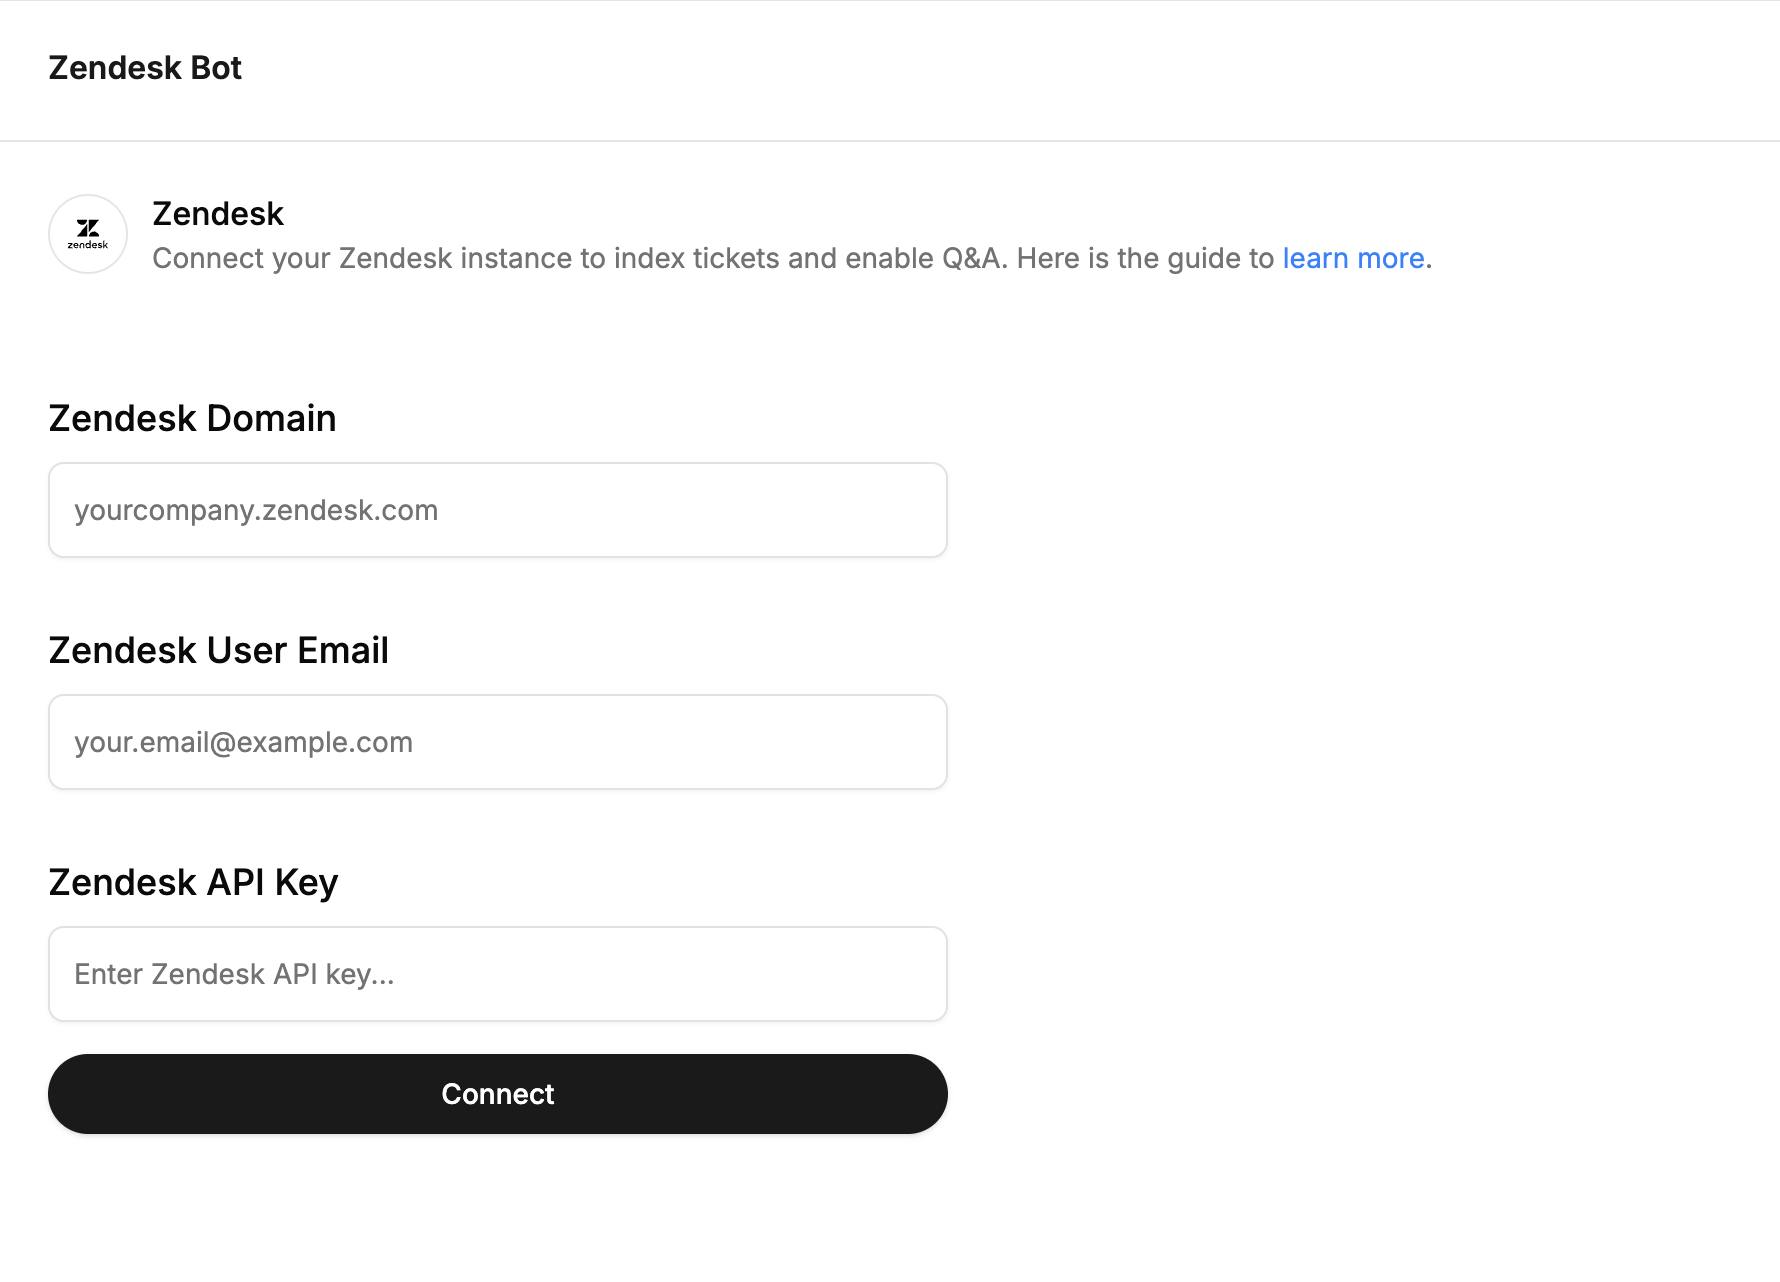 Zendesk Bot
zendesk
Zendesk
Connect your Zendesk instance to index tickets and enable Q&A. Here is the guide to learn more.
Zendesk Domain
yourcompany.zendesk.com
Zendesk User Email
your.email@example.com
Zendesk API Key
Enter Zendesk API key...
Connect